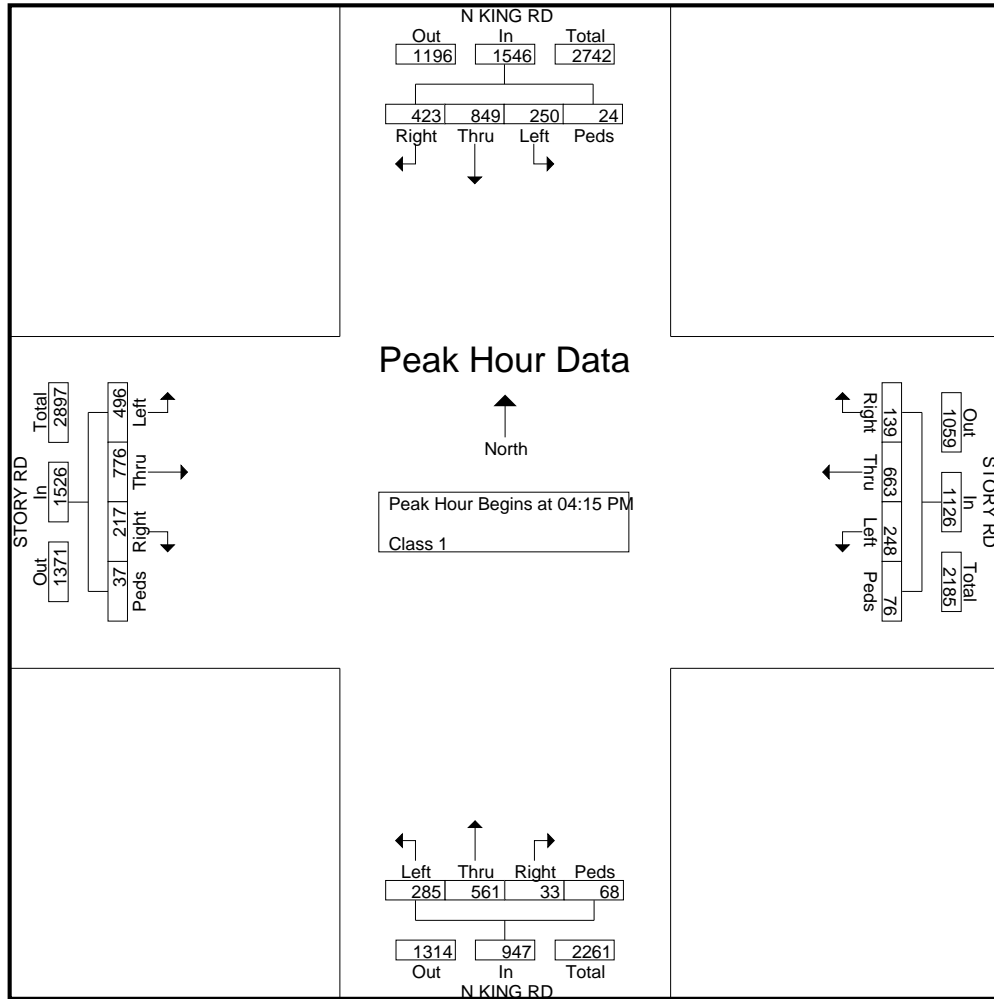 N KING RD
Out In Total
1196 1546 2742
423 849 250 24
Right Thru Left Peds
Peak Hour Data
North
Peak Hour Begins at 04:15 PM
Class 1
STORY RD
Total In Out
2897 1526 1371
496 776 217 37
Left Thru Right Peds
STORY RD
Out In Total
1059 1126 2185
139 663 248 76
Right Thru Left Peds
Left Thru Right Peds
285 561 33 68
1314 947 2261
Out In Total
N KING RD